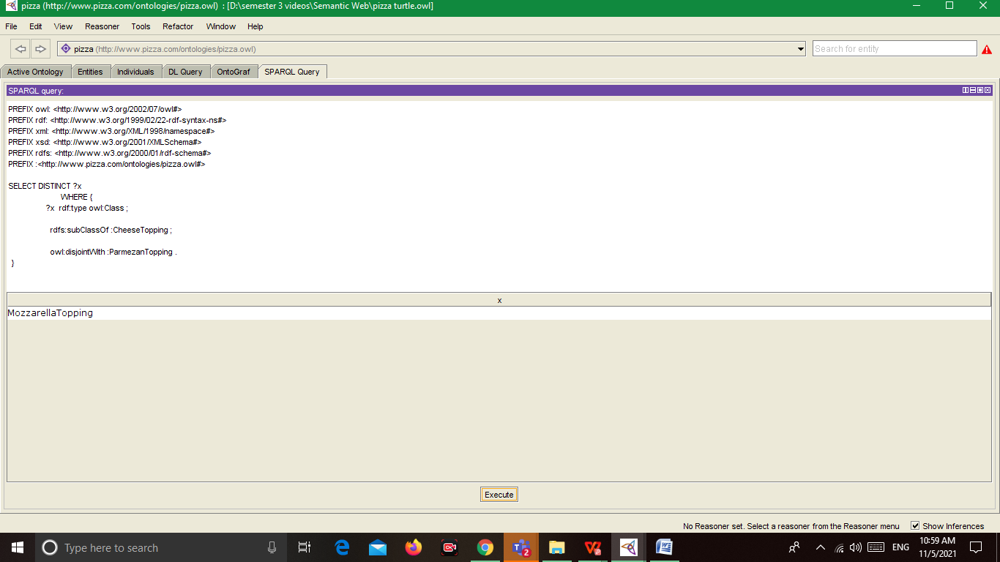 pizza (http://www.pizza.com/ontologies/pizza.owl) : [D:\semester 3 videos\Semantic Web\pizza turtle.owl]
File Edit View Reasoner Tools Refactor Window Help
pizza (http://www.pizza.com/ontologies/pizza.owl) Search for entity
Active Ontology Entities Individuals DL Query OntoGraf SPARQL Query
SPARQL query:
PREFIX owl: <http://www.w3.org/2002/07/owl#>
PREFIX rdf: <http://www.w3.org/1999/02/22-rdf-syntax-ns#>
PREFIX xml: <http://www.w3.org/XML/1998/namespace#>
PREFIX xsd: <http://www.w3.org/2001/XMLSchema#>
PREFIX rdfs: <http://www.w3.org/2000/01/rdf-schema#>
PREFIX :<http://www.pizza.com/ontologies/pizza.owl#>
SELECT DISTINCT ?x
WHERE {
?x rdf:type owl:Class ;
rdfs:subClassOf :CheeseTopping ;
owl:disjointWith :ParmezanTopping .
}
x
MozzarellaTopping
Execute
No Reasoner set. Select a reasoner from the Reasoner menu Show Inferences
Type here to search
2
ENG
10:59 AM
11/5/2021